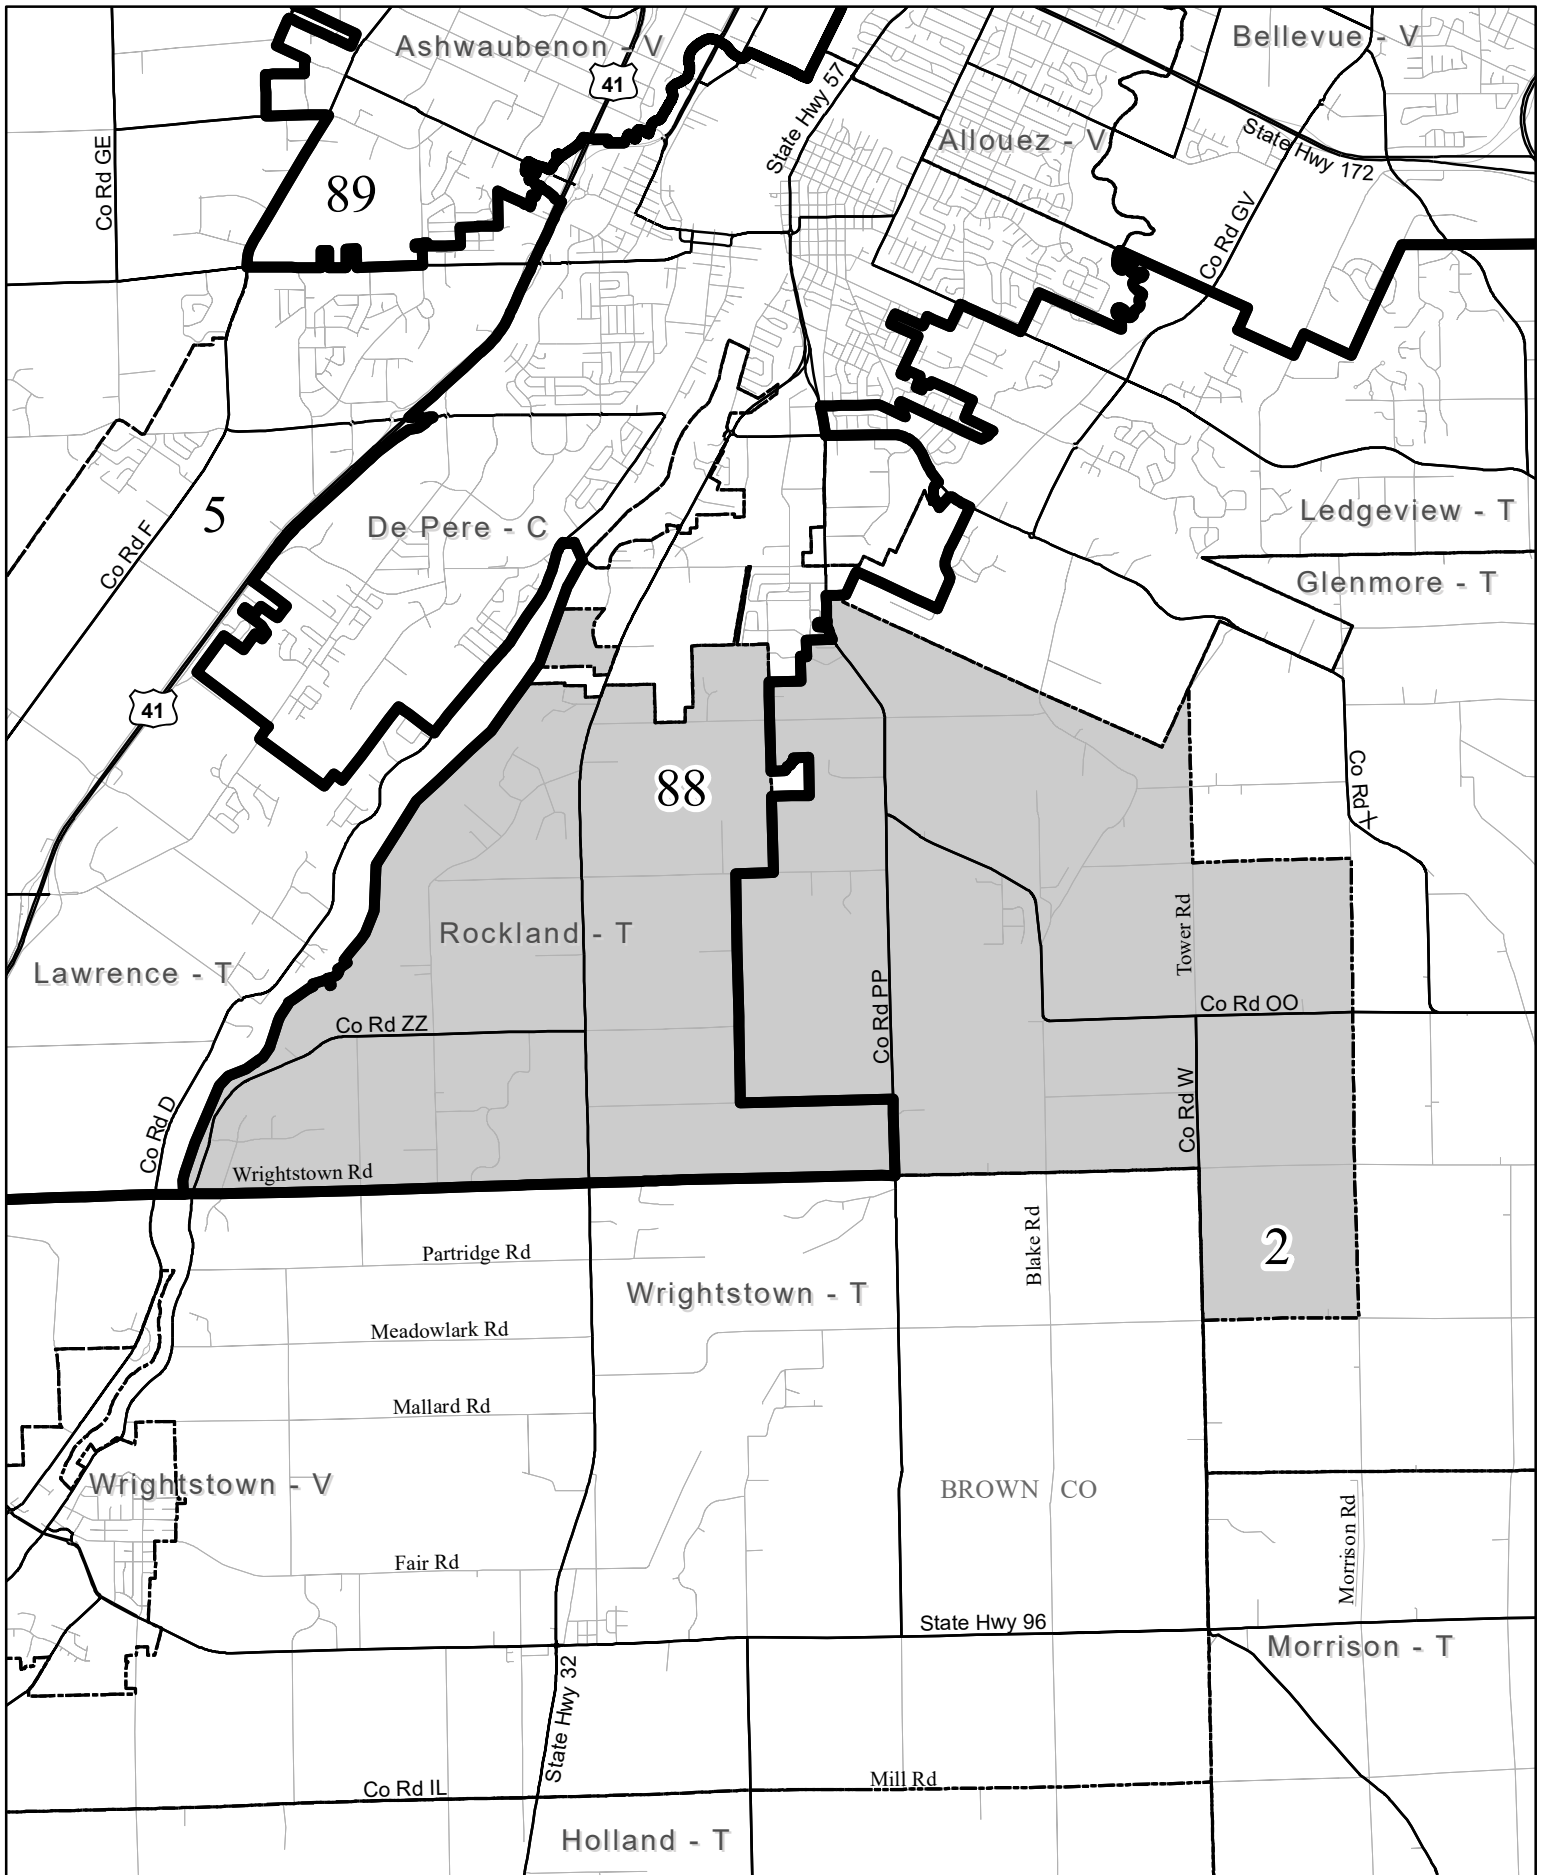 Ashwaubenon - V
Bellevue - V
41
State Hwy 57
Allouez - V
State Hwy 172
Co Rd GE
89
Co Rd GV
5
De Pere - C
Ledgeview - T
Co Rd F
Glenmore - T
41
88
Co Rd X
Rockland - T
Tower Rd
Lawrence - T
Co Rd PP
Co Rd OO
Co Rd ZZ
Co Rd D
Co Rd W
Wrightstown Rd
Partridge Rd
Blake Rd
2
Wrightstown - T
Meadowlark Rd
Mallard Rd
Wrightstown - V
BROWN CO
Morrison Rd
Fair Rd
State Hwy 96
Morrison - T
State Hwy 32
Co Rd IL
Mill Rd
Holland - T